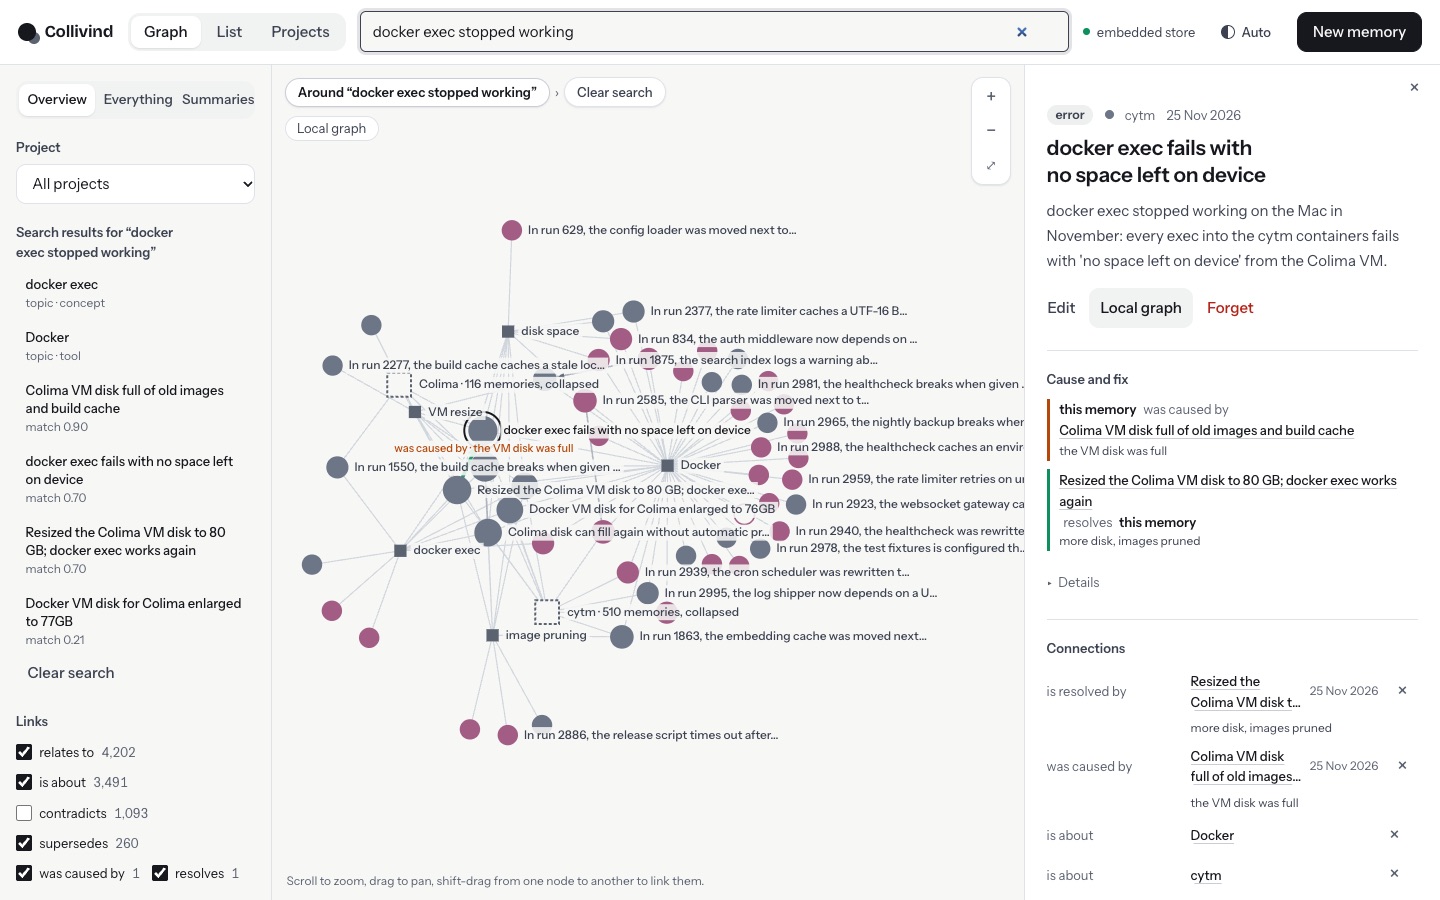 Collivind
Graph
List
Projects
docker exec stopped working
embedded store
Auto
New memory
Overview
Everything
Summaries
Project
All projects
Search results for “docker
exec stopped working”
docker exec
topic · concept
Docker
topic · tool
Colima VM disk full of old images
and build cache
match 0.90
docker exec fails with no space left
on device
match 0.70
Resized the Colima VM disk to 80
GB; docker exec works again
match 0.70
Docker VM disk for Colima enlarged
to 77GB
match 0.21
Clear search
Links
relates to 4,202
is about 3,491
contradicts 1,093
supersedes 260
was caused by 1
resolves 1
Around “docker exec stopped working”
›
Clear search
Local graph
In run 629, the config loader was moved next to…
In run 2377, the rate limiter caches a UTF-16 B…
disk space
In run 834, the auth middleware now depends on …
In run 1875, the search index logs a warning ab…
In run 2277, the build cache caches a stale loc…
Colima · 116 memories, collapsed
In run 2981, the healthcheck breaks when given .
In run 2585, the CLI parser was moved next to t…
VM resize
In run 2965, the nightly backup breaks wher
docker exec fails with no space left on device
was caused by · the VM disk was full
In run 2988, the healthcheck caches an envir
Docker
In run 1550, the build cache breaks when given …
In run 2959, the rate limiter retries on ur
Resized the Colima VM disk to 80 GB; docker exe…
In run 2923, the websocket gateway ca
Docker VM disk for Colima enlarged to 76GB
Colima disk can fill again without automatic pr…
In run 2940, the healthcheck was rewritte
In run 2978, the test fixtures is configured th..
docker exec
In run 2939, the cron scheduler was rewritten t…
In run 2995, the log shipper now depends on a U…
cytm · 510 memories, collapsed
image pruning
In run 1863, the embedding cache was moved next…
In run 2886, the release script times out after…
Scroll to zoom, drag to pan, shift-drag from one node to another to link them.
error
cytm
25 Nov 2026
docker exec fails with
no space left on device
docker exec stopped working on the Mac in
November: every exec into the cytm containers fails
with 'no space left on device' from the Colima VM.
Edit
Local graph
Forget
Cause and fix
this memory was caused by
Colima VM disk full of old images and build cache
the VM disk was full
Resized the Colima VM disk to 80 GB; docker exec works
again
resolves this memory
more disk, images pruned
Details
Connections
is resolved by
Resized the
Colima VM disk t…
25 Nov 2026
more disk, images pruned
was caused by
Colima VM disk
full of old images…
25 Nov 2026
the VM disk was full
is about
Docker
is about
cytm